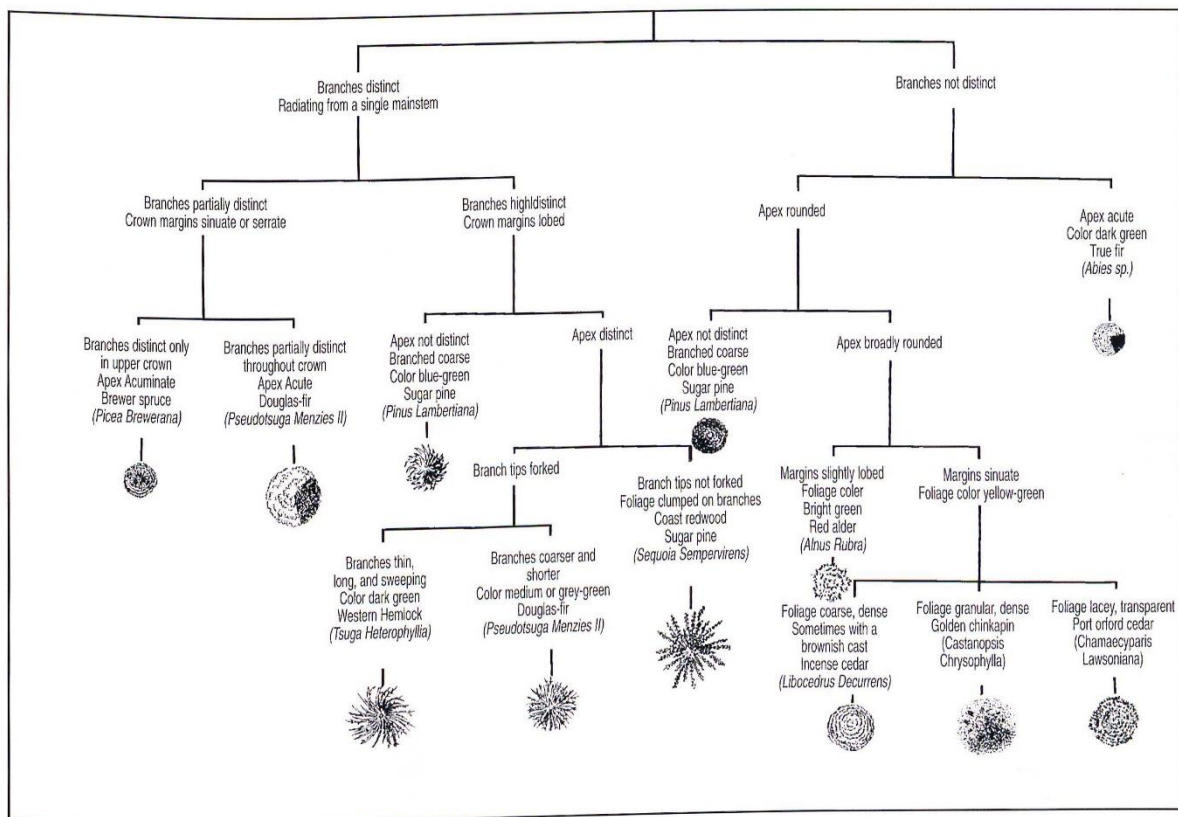 Branches distinct
Radiating from a single mainstem
Branches not distinct
Branches partially distinct
Crown margins sinuate or serrate
Branches highldistinct
Crown margins lobed
Apex rounded
Apex acute
Color dark green
True fir
(Abies sp.)
Branches distinct only
in upper crown
Apex Acuminate
Brewer spruce
(Picea Brewerana)
Branches partially distinct
throughout crown
Apex Acute
Douglas-fir
(Pseudotsuga Menzies II)
Apex not distinct
Branched coarse
Color blue-green
Sugar pine
(Pinus Lambertiana)
Apex distinct
Apex not distinct
Branched coarse
Color blue-green
Sugar pine
(Pinus Lambertiana)
Apex broadly rounded
Branch tips forked
Branch tips not forked
Foliage clumped on branches
Coast redwood
Sugar pine
(Sequoia Sempervirens)
Margins slightly lobed
Foliage coler
Bright green
Red alder
(Alnus Rubra)
Margins sinuate
Foliage color yellow-green
Branches thin,
long, and sweeping
Color dark green
Western Hemlock
(Tsuga Heterophyllia)
Branches coarser and
shorter
Color medium or grey-green
Douglas-fir
(Pseudotsuga Menzies II)
Foliage coarse, dense
Sometimes with a
brownish cast
Incense cedar
(Libocedrus Decurrens)
Foliage granular, dense
Golden chinkapin
(Castanopsis
Chrysophylla)
Foliage lacey, transparent
Port orford cedar
(Chamaecyparis
Lawsoniana)